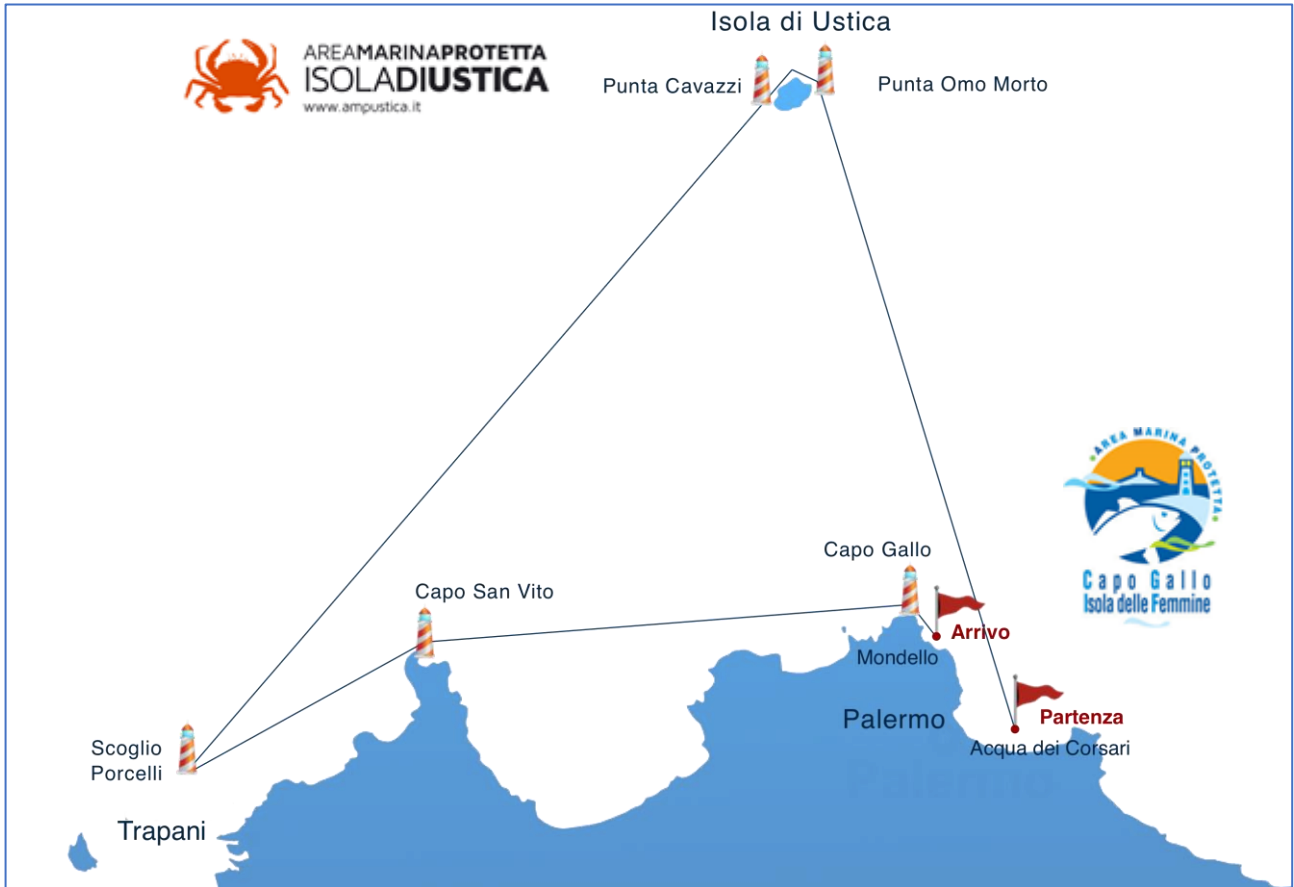 Isola di Ustica
AREAMARINAPROTETTA
ISOLADIUSTICA
www.ampustica.it
Punta Cavazzi
Punta Omo Morto
AREA MARINA PROTETTA
Capo Gallo
Isola delle Femmine
Capo Gallo
Capo San Vito
Arrivo
Mondello
Palermo
Partenza
Acqua dei Corsari
Palermo
Scoglio
Porcelli
Trapani